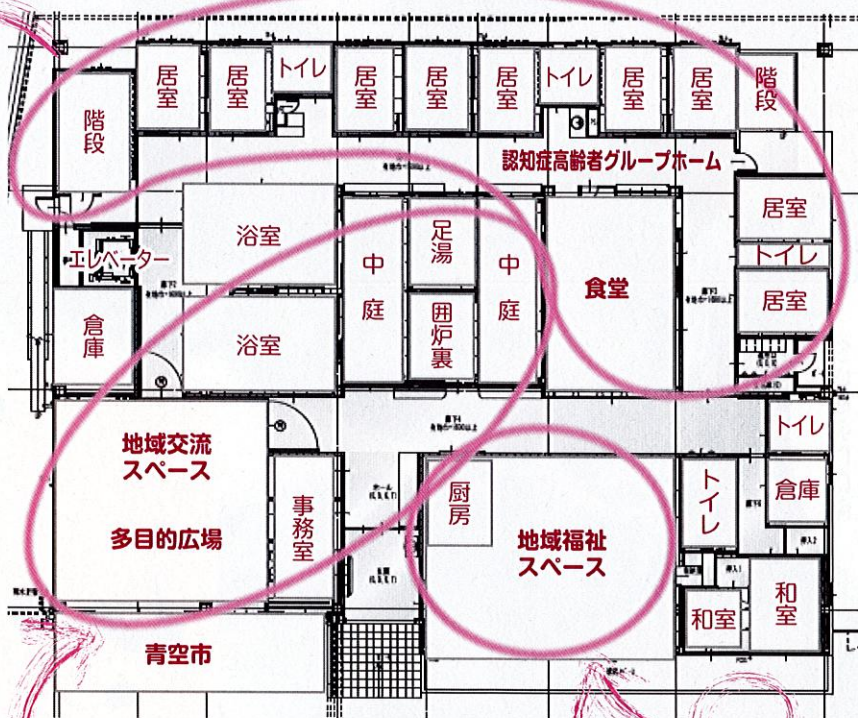 居室
居室
トイレ
居室
居室
居室
トイレ
居室
居室
階段
階段
認知症高齢者グループホーム
居室
トイレ
居室
浴室
中庭
足湯
中庭
食堂
エレベーター
囲炉裏
倉庫
浴室
地域交流
スペース
多目的広場
事務室
厨房
地域福祉
スペース
トイレ
トイレ
倉庫
和室
和室
青空市